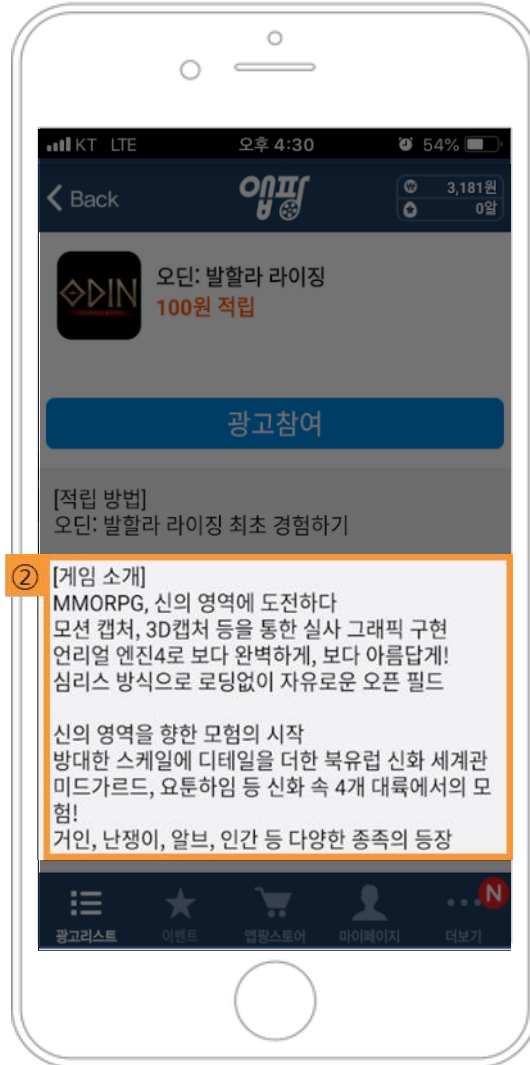 KT LTE 오후 4:30 54%
Back 앱팡 3,181원
0알
ODIN 오딘: 발할라 라이징
100원 적립
광고참여
[적립 방법]
오딘: 발할라 라이징 최초 경험하기
②
[게임 소개]
MMORPG, 신의 영역에 도전하다
모션 캡처, 3D캡처 등을 통한 실사 그래픽 구현
언리얼 엔진4로 보다 완벽하게, 보다 아름답게!
심리스 방식으로 로딩없이 자유로운 오픈 필드
신의 영역을 향한 모험의 시작
방대한 스케일에 디테일을 더한 북유럽 신화 세계관
미드가르드, 요툰하임 등 신화 속 4개 대륙에서의 모
험!
거인, 난쟁이, 알브, 인간 등 다양한 종족의 등장
N
광고리스트 이벤트 앱팡스토어 마이페이지 더보기